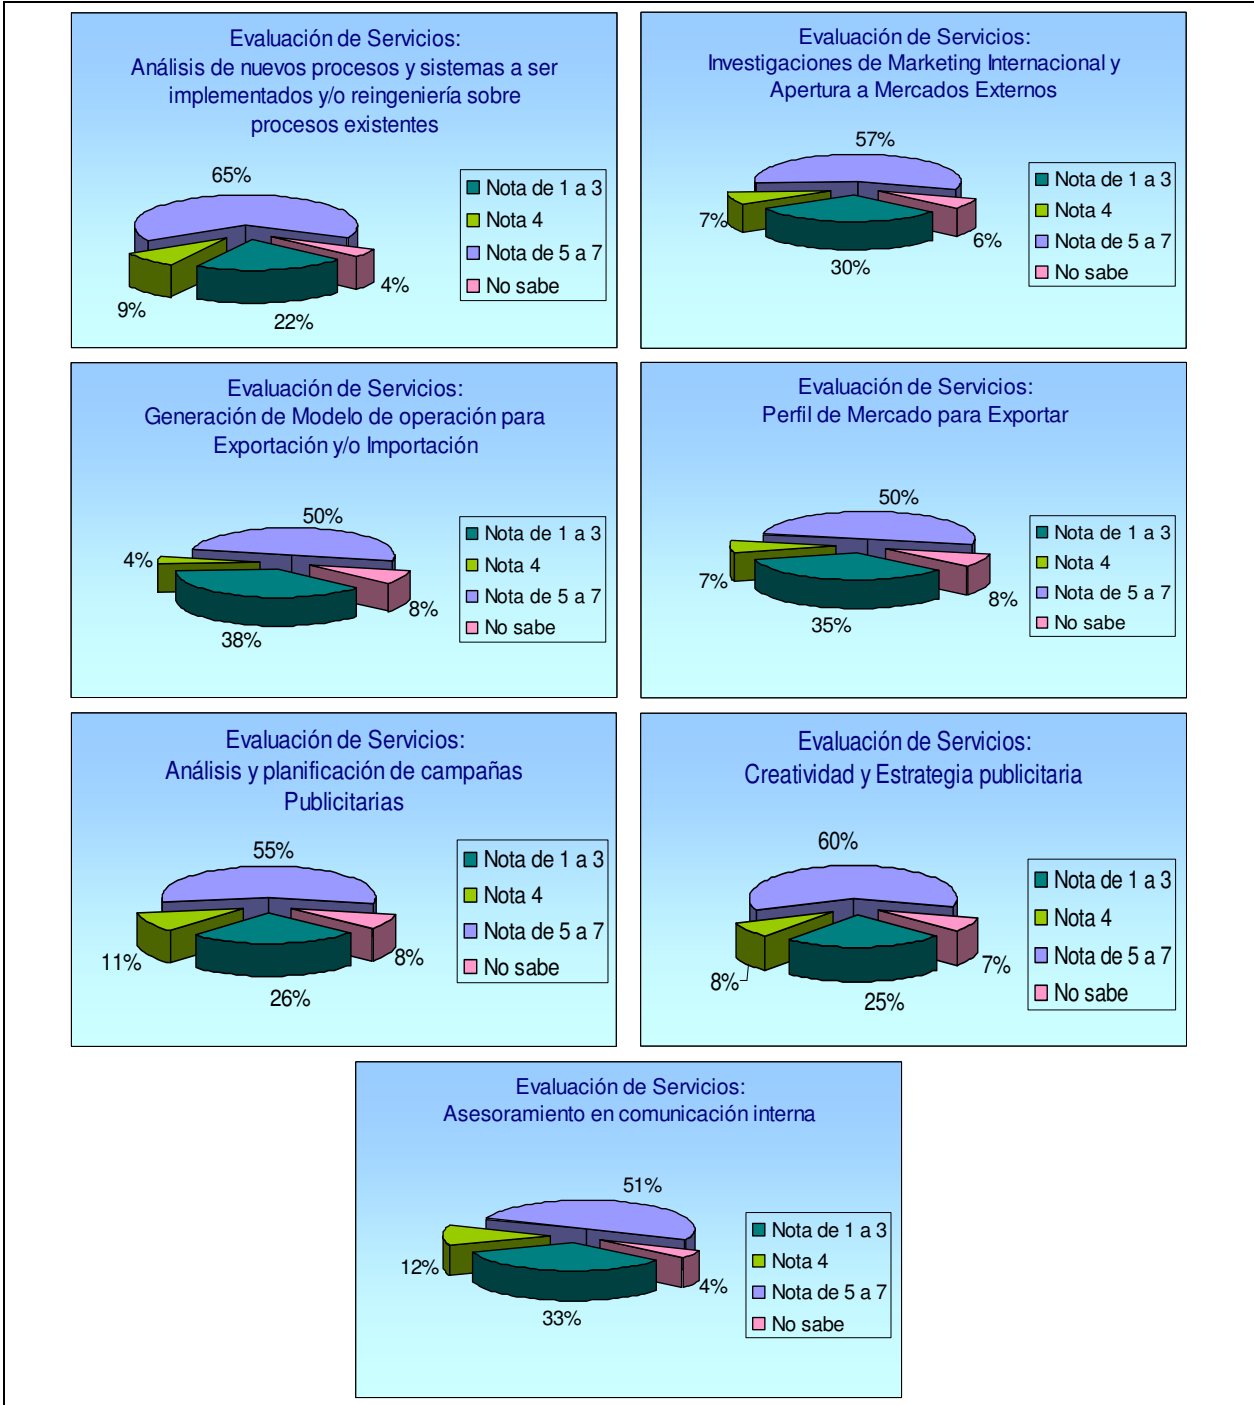 Evaluación de Servicios:
Análisis de nuevos procesos y sistemas a ser
implementados y/o reingeniería sobre
procesos existentes
65%
9%
22%
4%
Nota de 1 a 3
Nota 4
Nota de 5 a 7
No sabe
Evaluación de Servicios:
Investigaciones de Marketing Internacional y
Apertura a Mercados Externos
57%
7%
30%
6%
Nota de 1 a 3
Nota 4
Nota de 5 a 7
No sabe
Evaluación de Servicios:
Generación de Modelo de operación para
Exportación y/o Importación
50%
4%
38%
8%
Nota de 1 a 3
Nota 4
Nota de 5 a 7
No sabe
Evaluación de Servicios:
Perfil de Mercado para Exportar
50%
7%
35%
8%
Nota de 1 a 3
Nota 4
Nota de 5 a 7
No sabe
Evaluación de Servicios:
Análisis y planificación de campañas
Publicitarias
55%
11%
26%
8%
Nota de 1 a 3
Nota 4
Nota de 5 a 7
No sabe
Evaluación de Servicios:
Creatividad y Estrategia publicitaria
60%
8%
25%
7%
Nota de 1 a 3
Nota 4
Nota de 5 a 7
No sabe
Evaluación de Servicios:
Asesoramiento en comunicación interna
51%
12%
33%
4%
Nota de 1 a 3
Nota 4
Nota de 5 a 7
No sabe